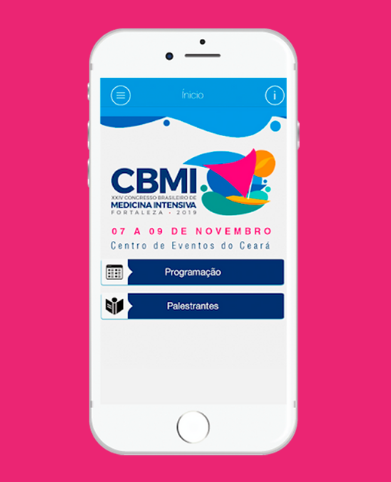 Ínicio
i
CBMI
XXIV CONGRESSO BRASILEIRO DE
MEDICINA INTENSIVA
FORTALEZA - 2019
07 A 09 DE NOVEMBRO
Centro de Eventos do Ceará
Programação
Palestrantes